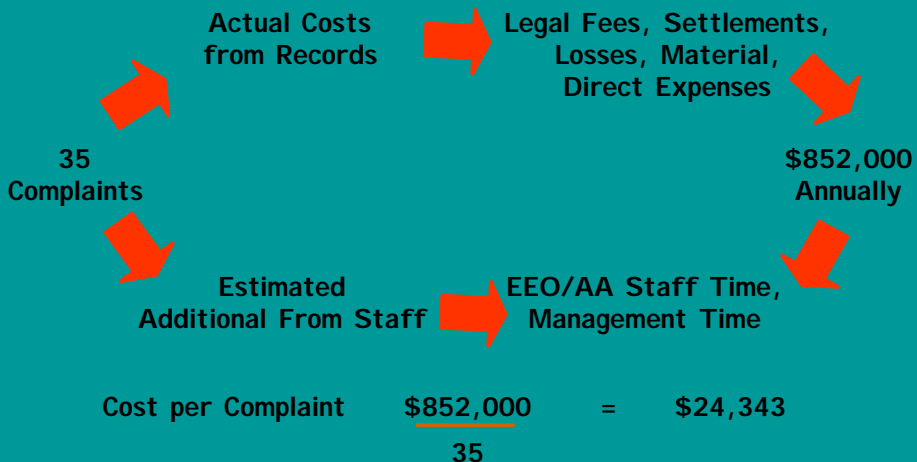 Actual Costs
from Records
Legal Fees, Settlements,
Losses, Material,
Direct Expenses
35
Complaints
$852,000
Annually
Estimated
Additional From Staff
EEO/AA Staff Time,
Management Time
Cost per Complaint $852,000 = $24,343
35